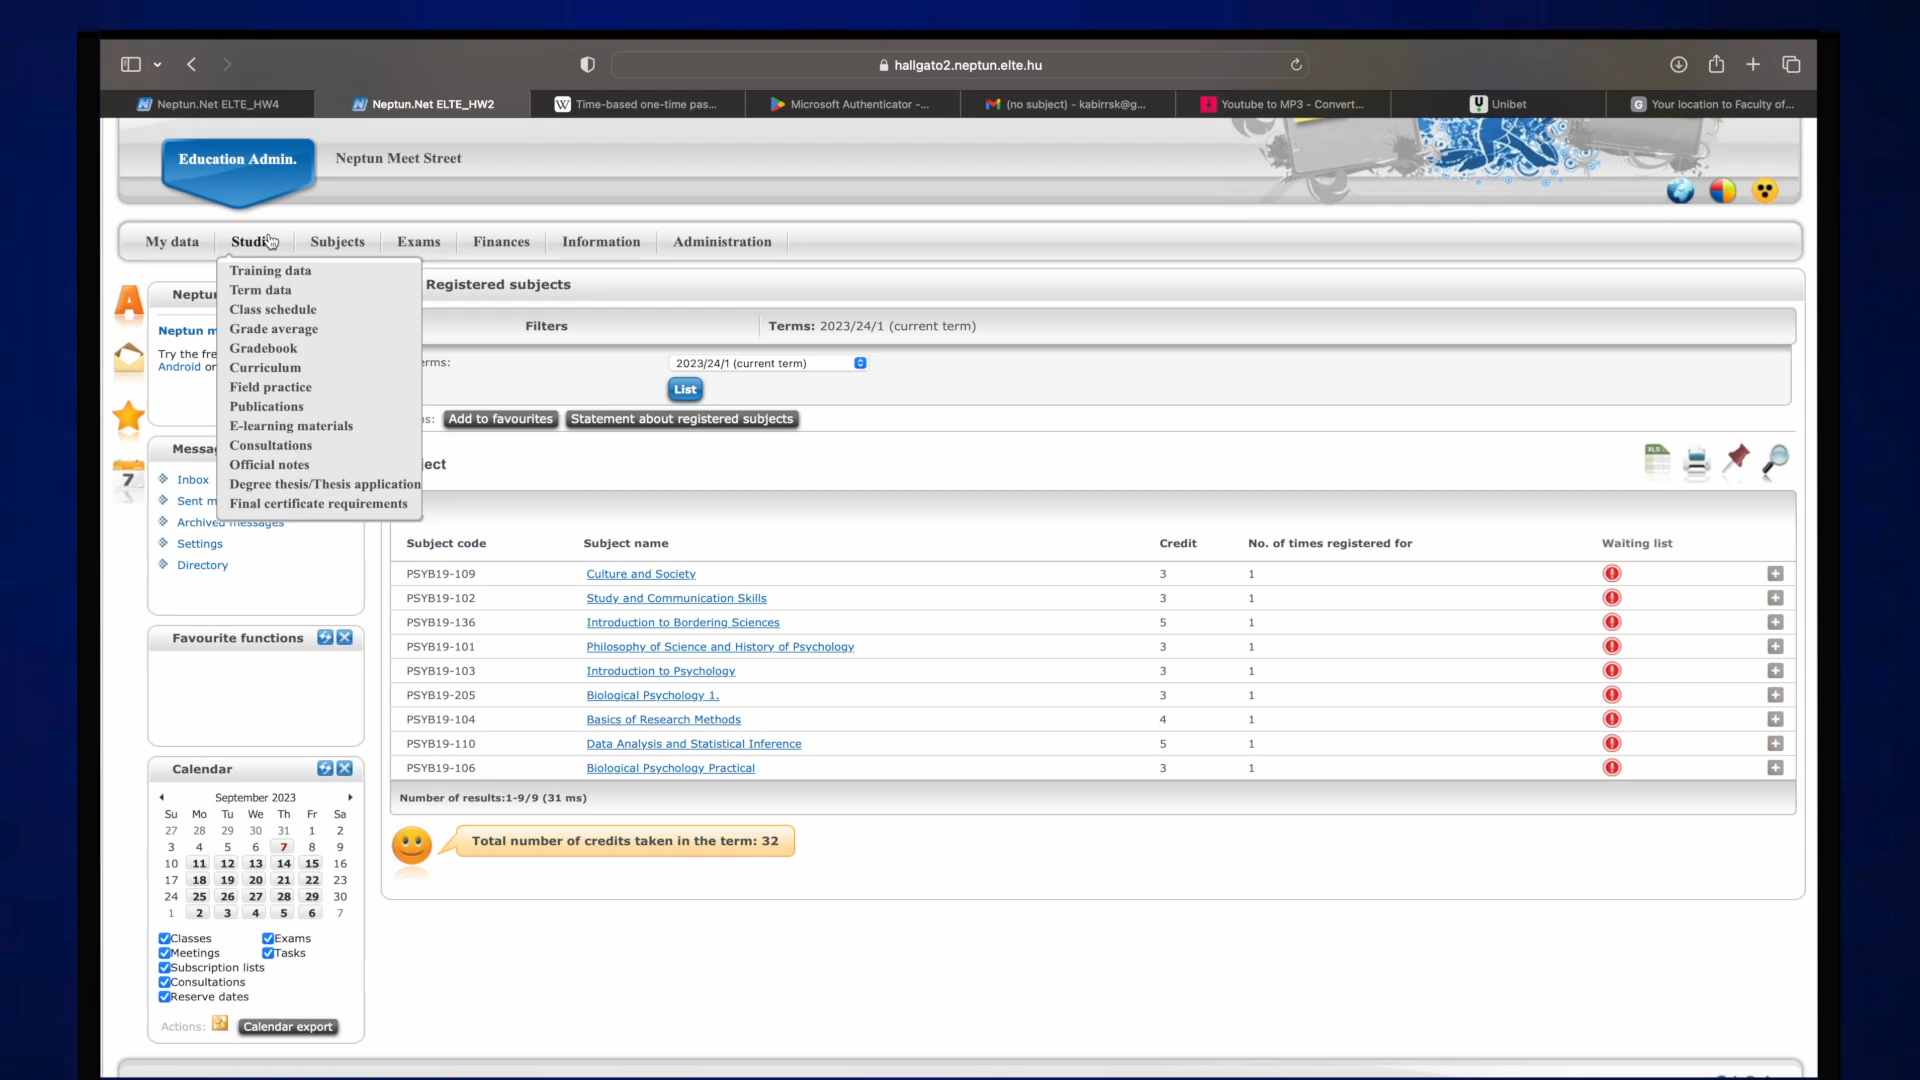 hallgato2.neptun.elte.hu
Neptun.Net ELTE_HW4
Neptun.Net ELTE_HW2
W Time-based one-time pas...
Microsoft Authenticator -...
(no subject) - kabirrsk@g...
Youtube to MP3 - Convert...
U Unibet
G Your location to Faculty of...
Education Admin.
Neptun Meet Street
My data
Studi
Subjects
Exams
Finances
Information
Administration
Training data
Term data
Class schedule
Grade average
Gradebook
Curriculum
Field practice
Publications
E-learning materials
Consultations
Official notes
Degree thesis/Thesis application
Final certificate requirements
A
7
Neptun m
Try the fre
Android or
Inbox
Sent m
Archived messages
Settings
Directory
Favourite functions
Calendar
September 2023
Su Mo Tu We Th Fr Sa
27 28 29 30 31 1 2
3 4 5 6 7 8 9
10 11 12 13 14 15 16
17 18 19 20 21 22 23
24 25 26 27 28 29 30
1 2 3 4 5 6 7
Classes Exams
Meetings Tasks
Subscription lists
Consultations
Reserve dates
Actions: Calendar export
Registered subjects
Filters
Terms: 2023/24/1 (current term)
erms: 2023/24/1 (current term)
List
Add to favourites
Statement about registered subjects
XLS
Subject code Subject name Credit No. of times registered for Waiting list
PSYB19-109 Culture and Society 3 1
PSYB19-102 Study and Communication Skills 3 1
PSYB19-136 Introduction to Bordering Sciences 5 1
PSYB19-101 Philosophy of Science and History of Psychology 3 1
PSYB19-103 Introduction to Psychology 3 1
PSYB19-205 Biological Psychology 1. 3 1
PSYB19-104 Basics of Research Methods 4 1
PSYB19-110 Data Analysis and Statistical Inference 5 1
PSYB19-106 Biological Psychology Practical 3 1
Number of results:1-9/9 (31 ms)
Total number of credits taken in the term: 32